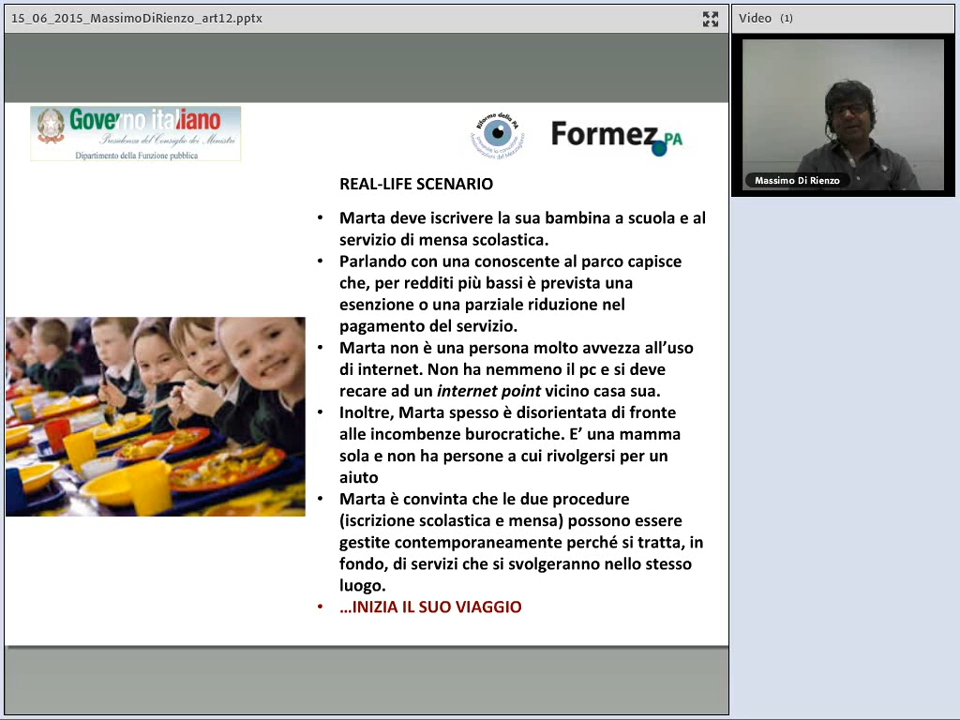 15_06_2015_MassimoDiRienzo_art12.pptx
Video (1)
Governo italiano
Presidenza del Consiglio dei Ministri
Dipartimento della Funzione pubblica
Riforme della PA
Formez PA
Massimo Di Rienzo
REAL-LIFE SCENARIO
• Marta deve iscrivere la sua bambina a scuola e al
servizio di mensa scolastica.
• Parlando con una conoscente al parco capisce
che, per redditi più bassi è prevista una
esenzione o una parziale riduzione nel
pagamento del servizio.
• Marta non è una persona molto avvezza all’uso
di internet. Non ha nemmeno il pc e si deve
recare ad un internet point vicino casa sua.
• Inoltre, Marta spesso è disorientata di fronte
alle incombenze burocratiche. E’ una mamma
sola e non ha persone a cui rivolgersi per un
aiuto
• Marta è convinta che le due procedure
(iscrizione scolastica e mensa) possono essere
gestite contemporaneamente perché si tratta, in
fondo, di servizi che si svolgeranno nello stesso
luogo.
• …INIZIA IL SUO VIAGGIO